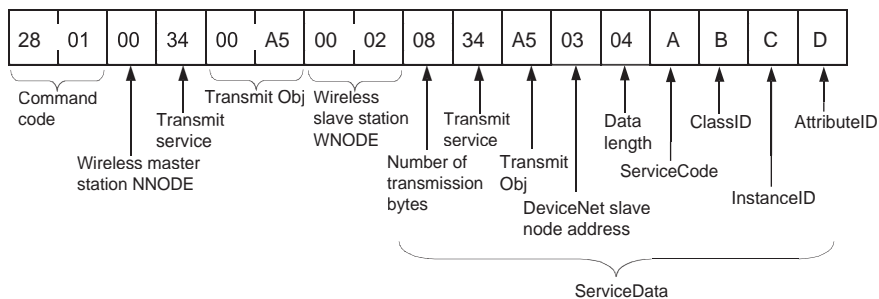 28 01 00 34 00 A5 00 02 08 34 A5 03 04 A B C D
Command
code
Transmit
service
Wireless master
station NNODE
Transmit Obj
Wireless
slave station
WNODE
Number of
transmission
bytes
Transmit
service
Transmit
Obj
DeviceNet slave
node address
Data
length
ServiceCode
ClassID
InstanceID
AttributeID
ServiceData